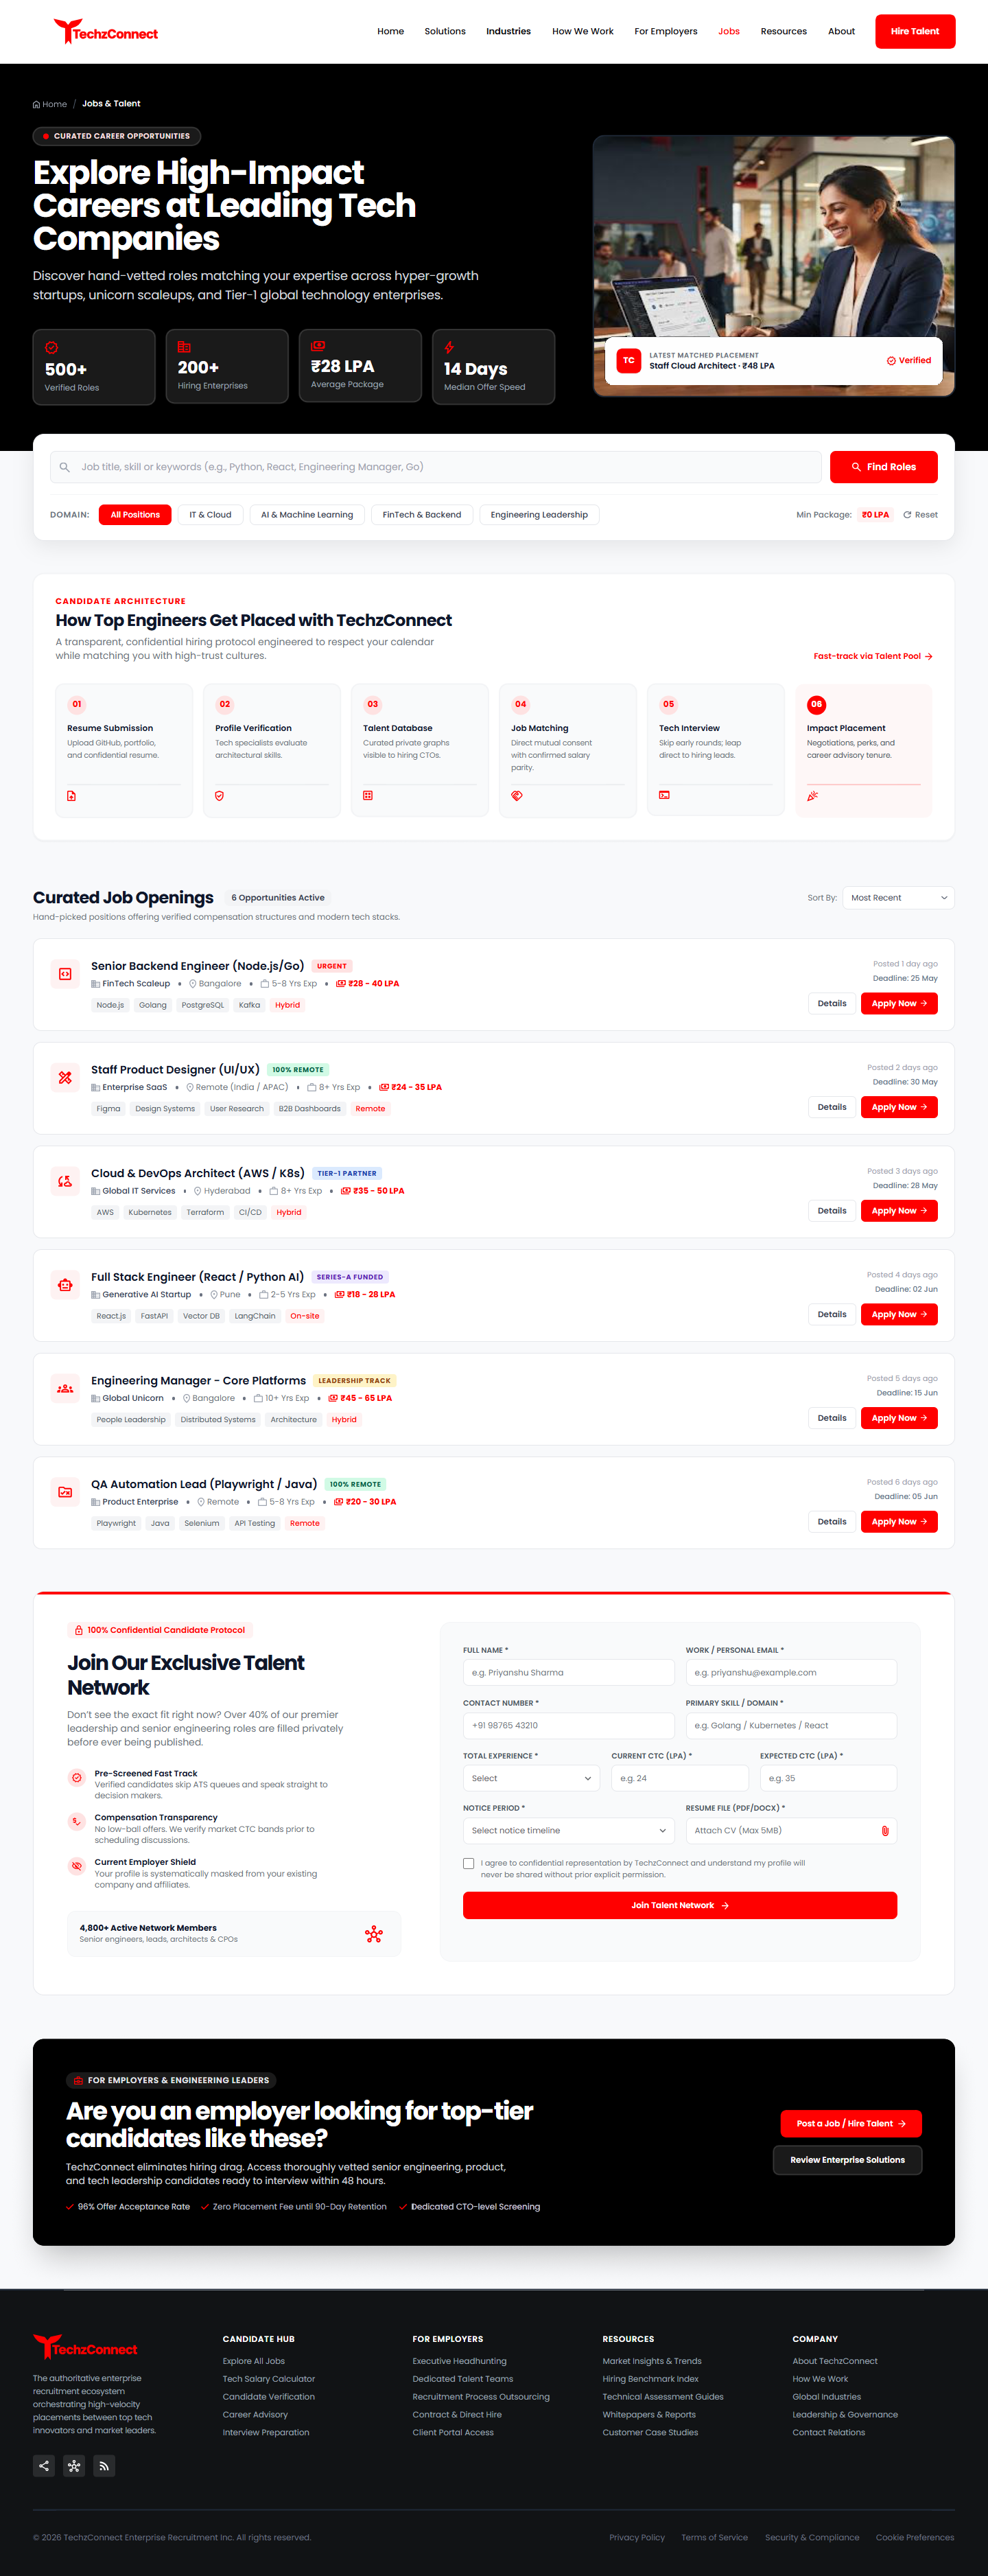 TechzConnect
Home Solutions Industries How We Work For Employers Jobs Resources About Hire Talent
Home / Jobs & Talent
CURATED CAREER OPPORTUNITIES
Explore High-Impact
Careers at Leading Tech
Companies
Discover hand-vetted roles matching your expertise across hyper-growth
startups, unicorn scaleups, and Tier-1 global technology enterprises.
500+
Verified Roles
200+
Hiring Enterprises
₹28 LPA
Average Package
14 Days
Median Offer Speed
TC
LATEST MATCHED PLACEMENT
Staff Cloud Architect · ₹48 LPA
Verified
Job title, skill or keywords (e.g., Python, React, Engineering Manager, Go)
Find Roles
DOMAIN: All Positions IT & Cloud AI & Machine Learning FinTech & Backend Engineering Leadership Min Package: ₹0 LPA Reset
CANDIDATE ARCHITECTURE
How Top Engineers Get Placed with TechzConnect
A transparent, confidential hiring protocol engineered to respect your calendar
while matching you with high-trust cultures.
Fast-track via Talent Pool →
01
Resume Submission
Upload GitHub, portfolio,
and confidential resume.
02
Profile Verification
Tech specialists evaluate
architectural skills.
03
Talent Database
Curated private graphs
visible to hiring CTOs.
04
Job Matching
Direct mutual consent
with confirmed salary
parity.
05
Tech Interview
Skip early rounds; leap
direct to hiring leads.
06
Impact Placement
Negotiations, perks, and
career advisory tenure.
Curated Job Openings 6 Opportunities Active
Hand-picked positions offering verified compensation structures and modern tech stacks.
Sort By: Most Recent
Senior Backend Engineer (Node.js/Go) URGENT
FinTech Scaleup • Bangalore • 5-8 Yrs Exp • ₹28 - 40 LPA
Node.js Golang PostgreSQL Kafka Hybrid
Posted 1 day ago
Deadline: 25 May
Details Apply Now →
Staff Product Designer (UI/UX) 100% REMOTE
Enterprise SaaS • Remote (India / APAC) • 8+ Yrs Exp • ₹24 - 35 LPA
Figma Design Systems User Research B2B Dashboards Remote
Posted 2 days ago
Deadline: 30 May
Details Apply Now →
Cloud & DevOps Architect (AWS / K8s) TIER-1 PARTNER
Global IT Services • Hyderabad • 8+ Yrs Exp • ₹35 - 50 LPA
AWS Kubernetes Terraform CI/CD Hybrid
Posted 3 days ago
Deadline: 28 May
Details Apply Now →
Full Stack Engineer (React / Python AI) SERIES-A FUNDED
Generative AI Startup • Pune • 2-5 Yrs Exp • ₹18 - 28 LPA
React.js FastAPI Vector DB LangChain On-site
Posted 4 days ago
Deadline: 02 Jun
Details Apply Now →
Engineering Manager - Core Platforms LEADERSHIP TRACK
Global Unicorn • Bangalore • 10+ Yrs Exp • ₹45 - 65 LPA
People Leadership Distributed Systems Architecture Hybrid
Posted 5 days ago
Deadline: 15 Jun
Details Apply Now →
QA Automation Lead (Playwright / Java) 100% REMOTE
Product Enterprise • Remote • 5-8 Yrs Exp • ₹20 - 30 LPA
Playwright Java Selenium API Testing Remote
Posted 6 days ago
Deadline: 05 Jun
Details Apply Now →
100% Confidential Candidate Protocol
Join Our Exclusive Talent
Network
Don't see the exact fit right now? Over 40% of our premier
leadership and senior engineering roles are filled privately
before ever being published.
Pre-Screened Fast Track
Verified candidates skip ATS queues and speak straight to
decision makers.
Compensation Transparency
No low-ball offers. We verify market CTC bands prior to
scheduling discussions.
Current Employer Shield
Your profile is systematically masked from your existing
company and affiliates.
4,800+ Active Network Members
Senior engineers, leads, architects & CPOs
FULL NAME * WORK / PERSONAL EMAIL *
e.g. Priyanshu Sharma e.g. priyanshu@example.com
CONTACT NUMBER * PRIMARY SKILL / DOMAIN *
+91 98765 43210 e.g. Golang / Kubernetes / React
TOTAL EXPERIENCE * CURRENT CTC (LPA) * EXPECTED CTC (LPA) *
Select e.g. 24 e.g. 35
NOTICE PERIOD * RESUME FILE (PDF/DOCX) *
Select notice timeline Attach CV (Max 5MB)
I agree to confidential representation by TechzConnect and understand my profile will
never be shared without prior explicit permission.
Join Talent Network →
FOR EMPLOYERS & ENGINEERING LEADERS
Are you an employer looking for top-tier
candidates like these?
TechzConnect eliminates hiring drag. Access thoroughly vetted senior engineering, product,
and tech leadership candidates ready to interview within 48 hours.
96% Offer Acceptance Rate Zero Placement Fee until 90-Day Retention Dedicated CTO-level Screening
Post a Job / Hire Talent →
Review Enterprise Solutions
TechzConnect
The authoritative enterprise
recruitment ecosystem
orchestrating high-velocity
placements between top tech
innovators and market leaders.
CANDIDATE HUB
Explore All Jobs
Tech Salary Calculator
Candidate Verification
Career Advisory
Interview Preparation
FOR EMPLOYERS
Executive Headhunting
Dedicated Talent Teams
Recruitment Process Outsourcing
Contract & Direct Hire
Client Portal Access
RESOURCES
Market Insights & Trends
Hiring Benchmark Index
Technical Assessment Guides
Whitepapers & Reports
Customer Case Studies
COMPANY
About TechzConnect
How We Work
Global Industries
Leadership & Governance
Contact Relations
© 2026 TechzConnect Enterprise Recruitment Inc. All rights reserved.
Privacy Policy Terms of Service Security & Compliance Cookie Preferences